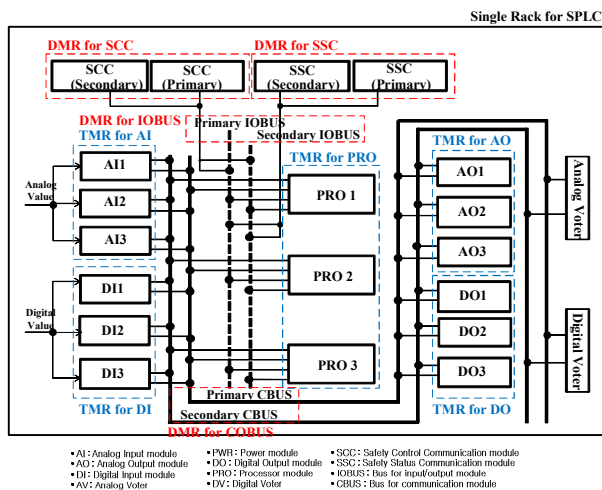 Single Rack for SPLC
DMR for SCC
DMR for SSC
SCC
(Secondary)
SCC
(Primary)
SSC
(Secondary)
SSC
(Primary)
DMR for IOBUS
Primary IOBUS
Secondary IOBUS
TMR for AI
TMR for PRO
TMR for AO
AI1
AI2
AI3
Analog
Value
PRO 1
PRO 2
PRO 3
AO1
AO2
AO3
Analog Voter
DI1
DI2
DI3
Digital
Value
DO1
DO2
DO3
Digital Voter
TMR for DI
Primary CBUS
Secondary CBUS
DMR for COBUS
TMR for DO
• AI : Analog Input module
• AO : Analog Output module
• DI : Digital Input module
• AV : Analog Voter
• PWR : Power module
• DO : Digital Output module
• PRO : Processor module
• DV : Digital Voter
• SCC : Safety Control Communication module
• SSC : Safety Status Communication module
• IOBUS : Bus for input/output module
• CBUS : Bus for communication module